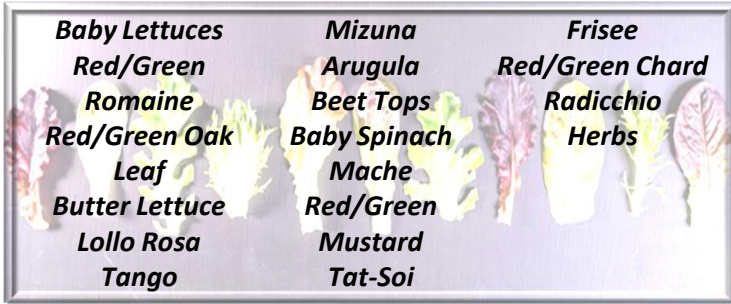 Baby Lettuces
Red/Green
Romaine
Red/Green Oak
Leaf
Butter Lettuce
Lollo Rosa
Tango
Mizuna
Arugula
Beet Tops
Baby Spinach
Mache
Red/Green
Mustard
Tat-Soi
Frisee
Red/Green Chard
Radicchio
Herbs